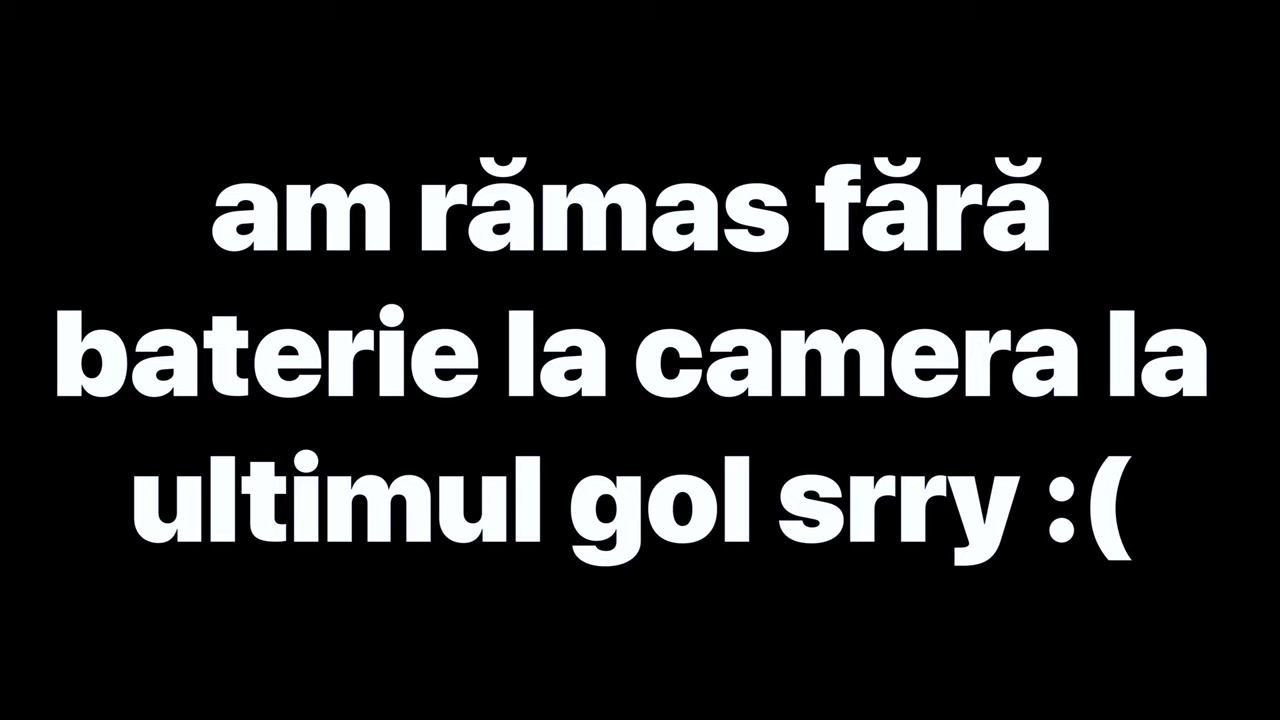 am rămas fără
baterie la camera la
ultimul gol srry :(